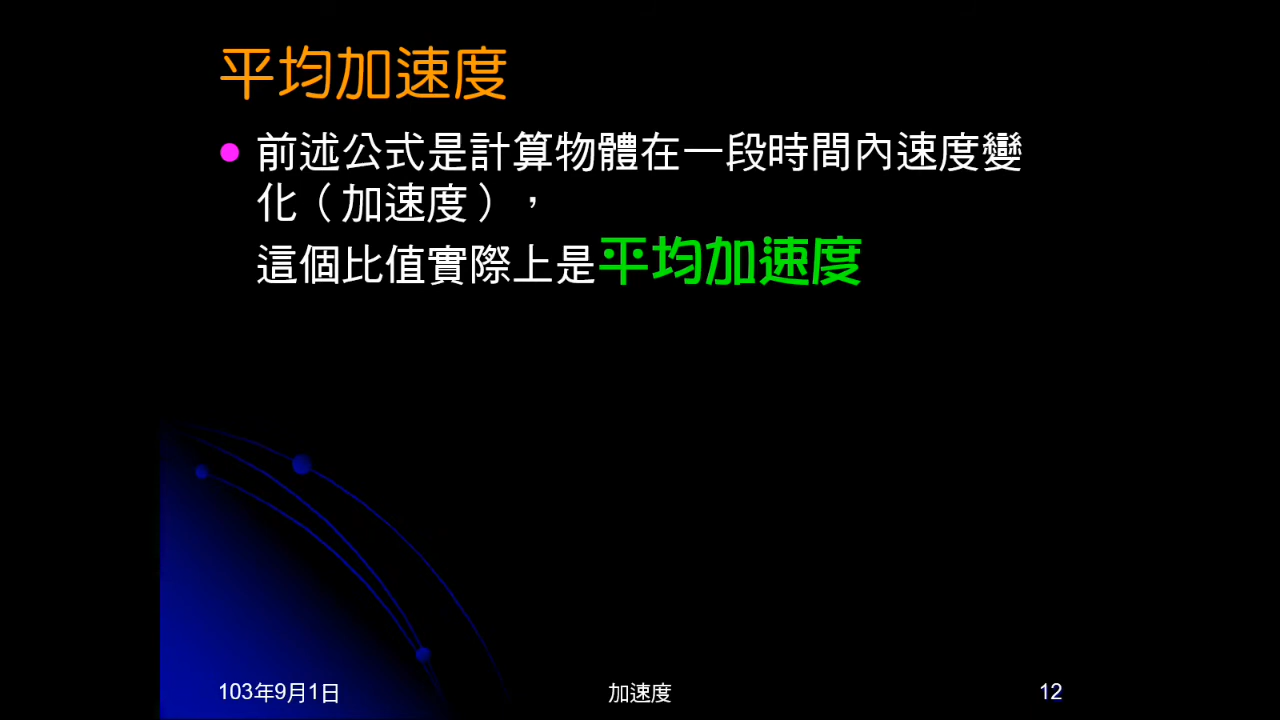 平均加速度
前述公式是計算物體在一段時間內速度變
化（加速度），
這個比值實際上是平均加速度
103年9月1日
加速度
12